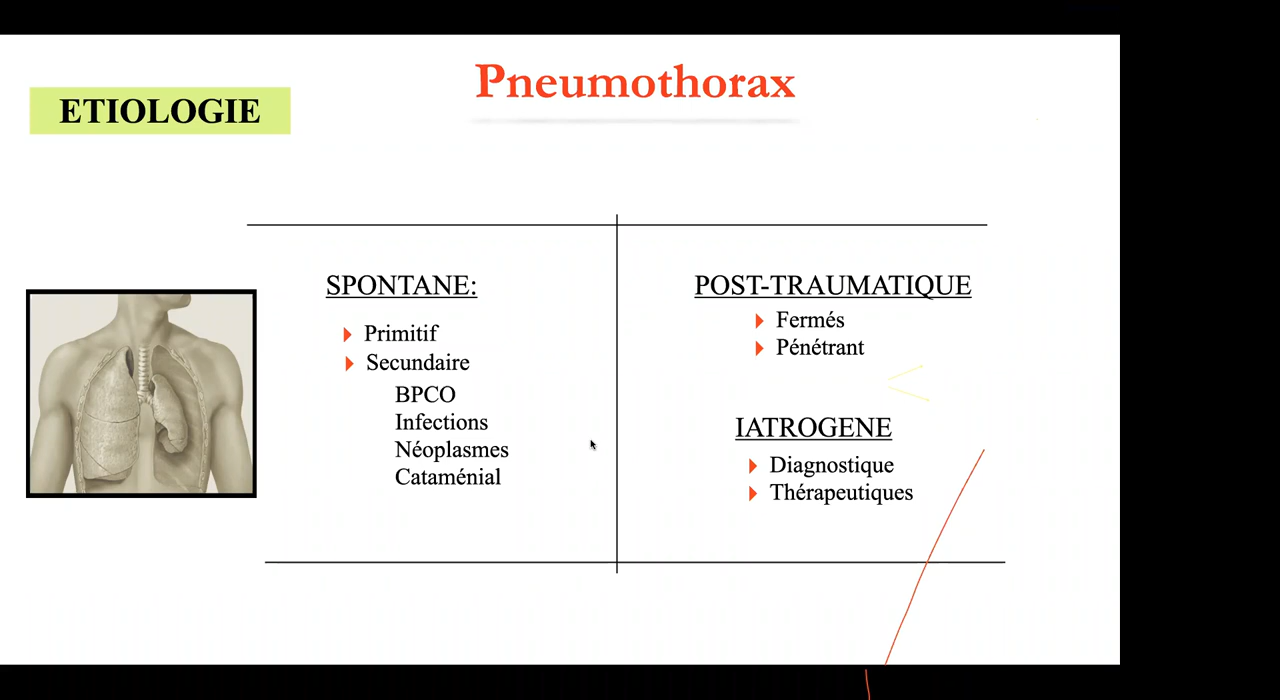 Pneumothorax
ETIOLOGIE
SPONTANE:
Primitif
Secundaire
BPCO
Infections
Néoplasmes
Cataménial
POST-TRAUMATIQUE
Fermés
Pénétrant
IATROGENE
Diagnostique
Thérapeutiques